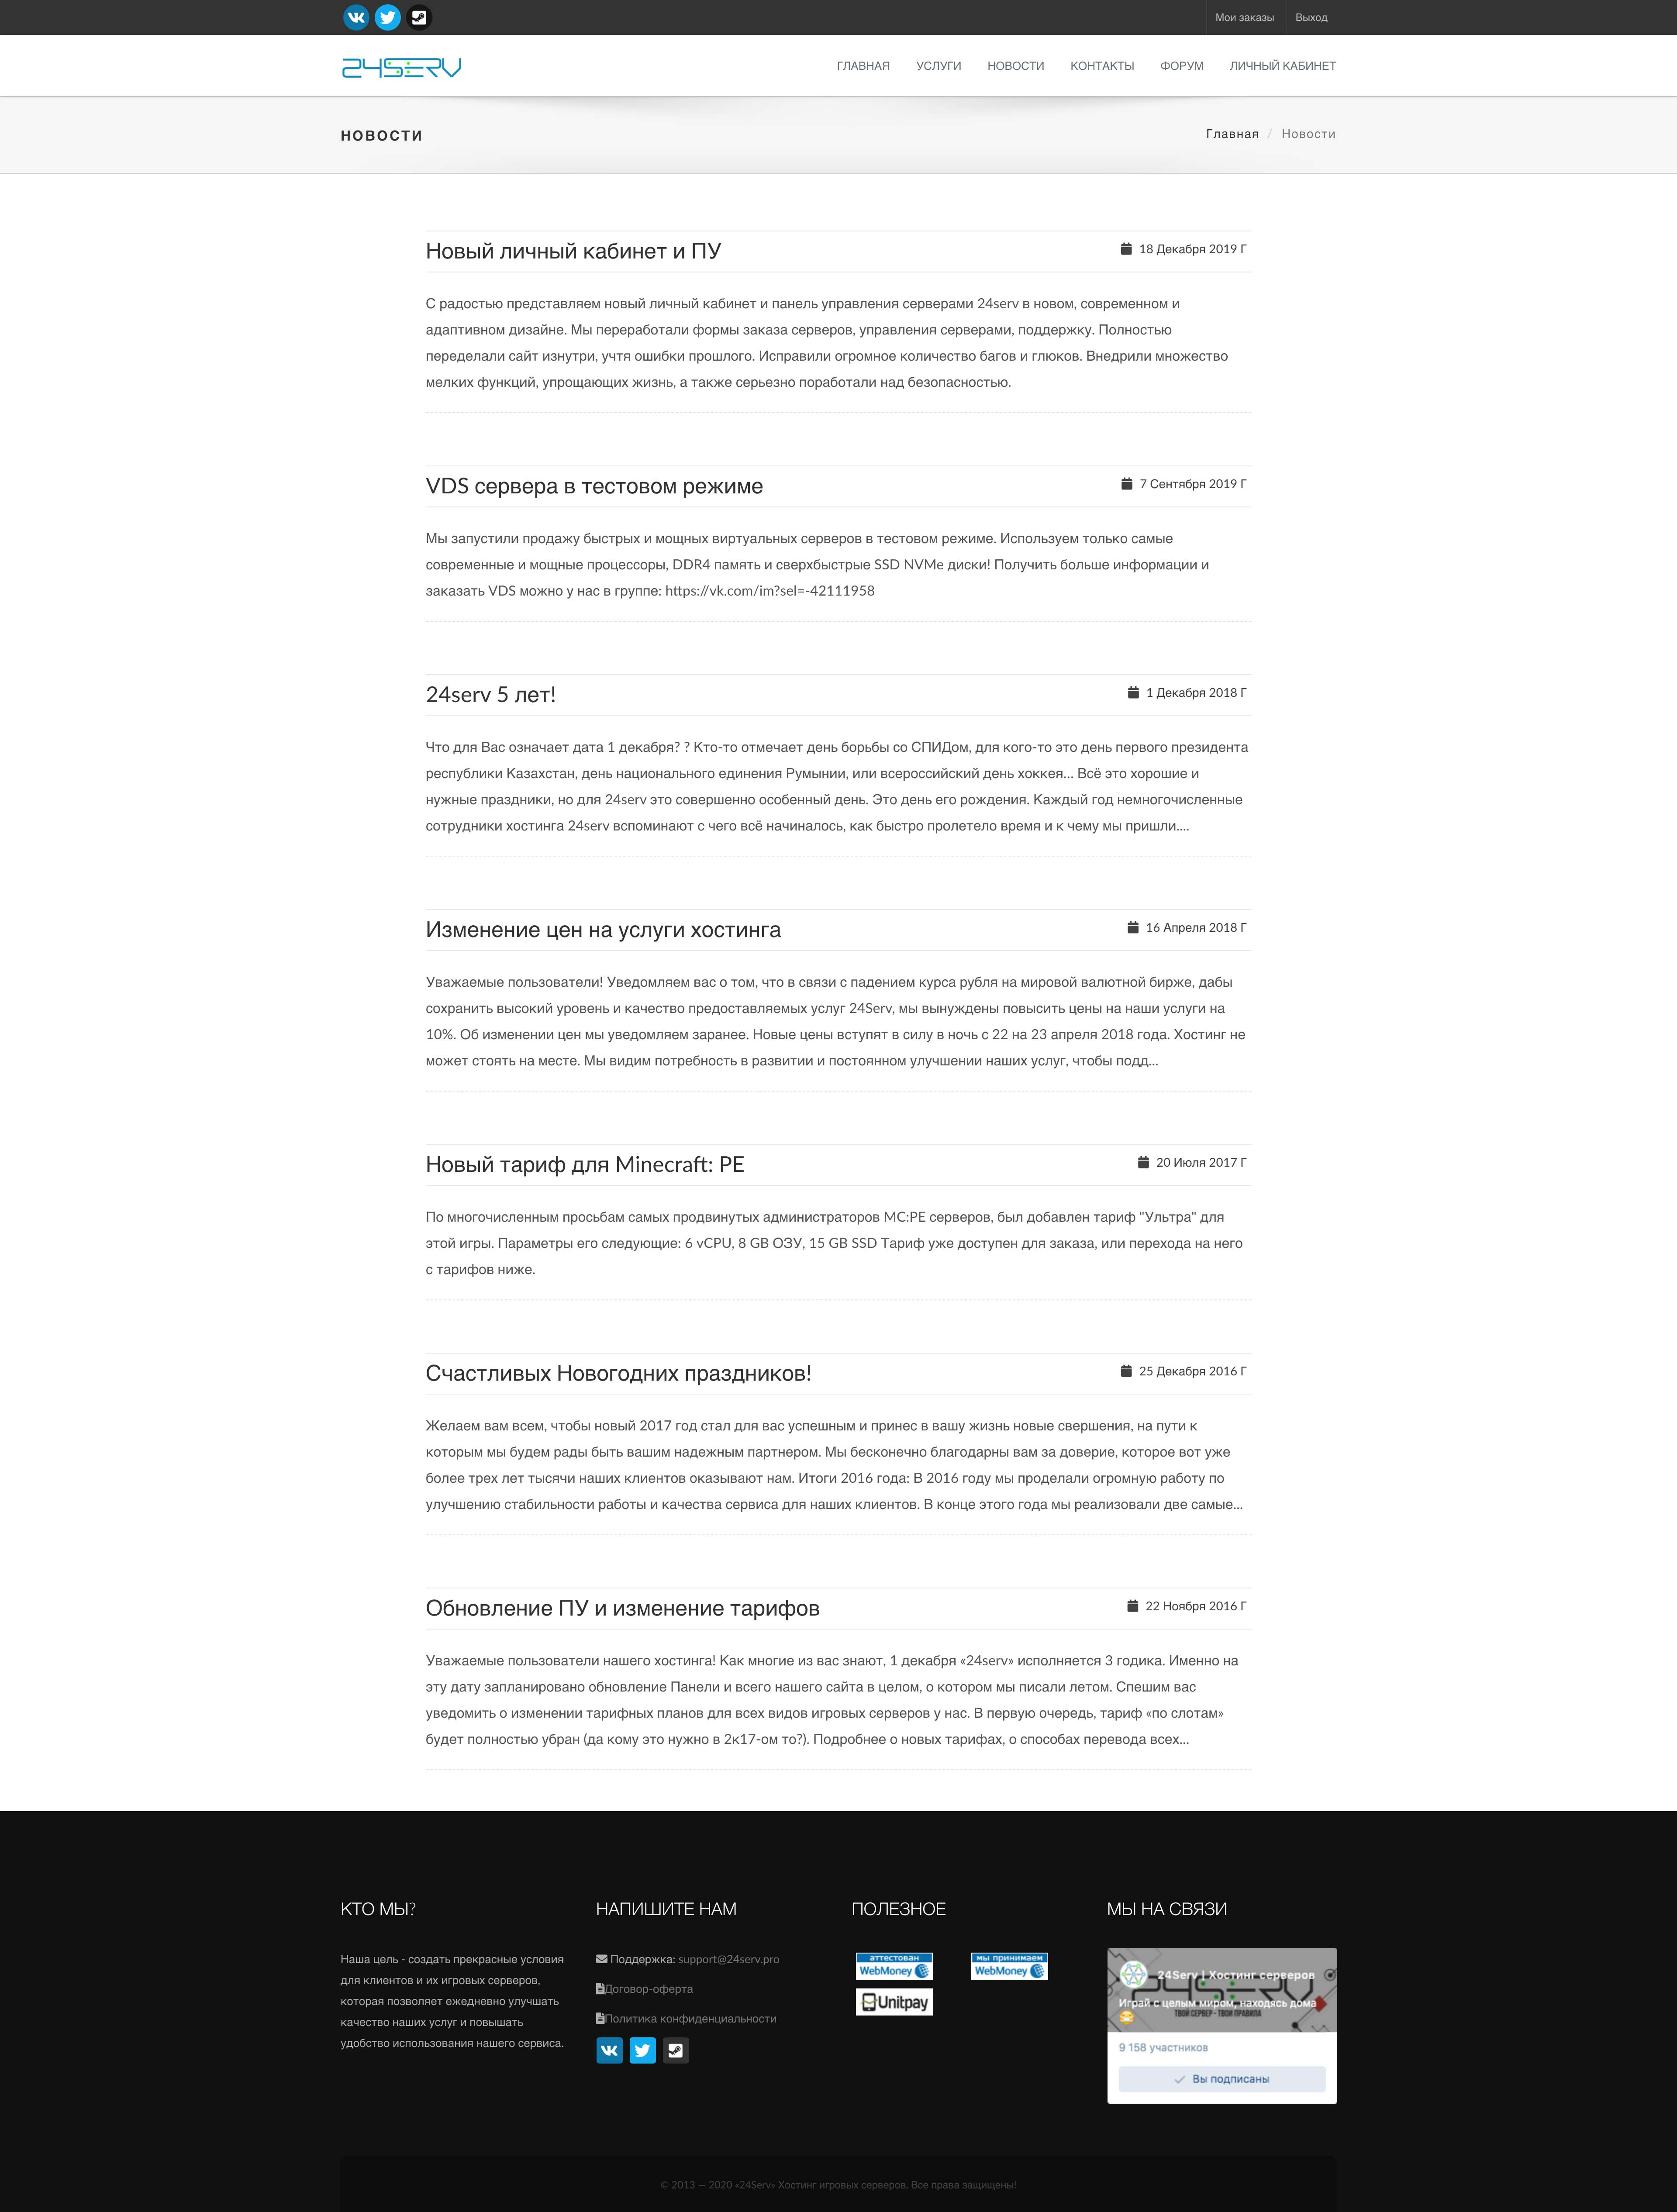 Мои заказы
Выход
24SERV
ГЛАВНАЯ
УСЛУГИ
НОВОСТИ
КОНТАКТЫ
ФОРУМ
ЛИЧНЫЙ КАБИНЕТ
НОВОСТИ
Главная / Новости
Новый личный кабинет и ПУ
18 Декабря 2019 Г
С радостью представляем новый личный кабинет и панель управления серверами 24serv в новом, современном и
адаптивном дизайне. Мы переработали формы заказа серверов, управления серверами, поддержку. Полностью
переделали сайт изнутри, учтя ошибки прошлого. Исправили огромное количество багов и глюков. Внедрили множество
мелких функций, упрощающих жизнь, а также серьезно поработали над безопасностью.
VDS сервера в тестовом режиме
7 Сентября 2019 Г
Мы запустили продажу быстрых и мощных виртуальных серверов в тестовом режиме. Используем только самые
современные и мощные процессоры, DDR4 память и сверхбыстрые SSD NVMe диски! Получить больше информации и
заказать VDS можно у нас в группе: https://vk.com/im?sel=-42111958
24serv 5 лет!
1 Декабря 2018 Г
Что для Вас означает дата 1 декабря? ? Кто-то отмечает день борьбы со СПИДом, для кого-то это день первого президента
республики Казахстан, день национального единения Румынии, или всероссийский день хоккея... Всё это хорошие и
нужные праздники, но для 24serv это совершенно особенный день. Это день его рождения. Каждый год немногочисленные
сотрудники хостинга 24serv вспоминают с чего всё начиналось, как быстро пролетело время и к чему мы пришли....
Изменение цен на услуги хостинга
16 Апреля 2018 Г
Уважаемые пользователи! Уведомляем вас о том, что в связи с падением курса рубля на мировой валютной бирже, дабы
сохранить высокий уровень и качество предоставляемых услуг 24Serv, мы вынуждены повысить цены на наши услуги на
10%. Об изменении цен мы уведомляем заранее. Новые цены вступят в силу в ночь с 22 на 23 апреля 2018 года. Хостинг не
может стоять на месте. Мы видим потребность в развитии и постоянном улучшении наших услуг, чтобы подд...
Новый тариф для Minecraft: PE
20 Июля 2017 Г
По многочисленным просьбам самых продвинутых администраторов MC:PE серверов, был добавлен тариф "Ультра" для
этой игры. Параметры его следующие: 6 vCPU, 8 GB ОЗУ, 15 GB SSD Тариф уже доступен для заказа, или перехода на него
с тарифов ниже.
Счастливых Новогодних праздников!
25 Декабря 2016 Г
Желаем вам всем, чтобы новый 2017 год стал для вас успешным и принес в вашу жизнь новые свершения, на пути к
которым мы будем рады быть вашим надежным партнером. Мы бесконечно благодарны вам за доверие, которое вот уже
более трех лет тысячи наших клиентов оказывают нам. Итоги 2016 года: В 2016 году мы проделали огромную работу по
улучшению стабильности работы и качества сервиса для наших клиентов. В конце этого года мы реализовали две самые...
Обновление ПУ и изменение тарифов
22 Ноября 2016 Г
Уважаемые пользователи нашего хостинга! Как многие из вас знают, 1 декабря «24serv» исполняется 3 годика. Именно на
эту дату запланировано обновление Панели и всего нашего сайта в целом, о котором мы писали летом. Спешим вас
уведомить о изменении тарифных планов для всех видов игровых серверов у нас. В первую очередь, тариф «по слотам»
будет полностью убран (да кому это нужно в 2к17-ом то?). Подробнее о новых тарифах, о способах перевода всех...
КТО МЫ?
Наша цель - создать прекрасные условия
для клиентов и их игровых серверов,
которая позволяет ежедневно улучшать
качество наших услуг и повышать
удобство использования нашего сервиса.
НАПИШИТЕ НАМ
Поддержка: support@24serv.pro
Договор-оферта
Политика конфиденциальности
ПОЛЕЗНОЕ
аттестован
WebMoney
мы принимаем
WebMoney
Unitpay
МЫ НА СВЯЗИ
24Serv | Хостинг серверов
Играй с целым миром, находясь дома
ТВОЙ СЕРВЕР - ТВОИ ПРАВИЛА
9 158 участников
Вы подписаны
© 2013 — 2020 «24Serv» Хостинг игровых серверов. Все права защищены!